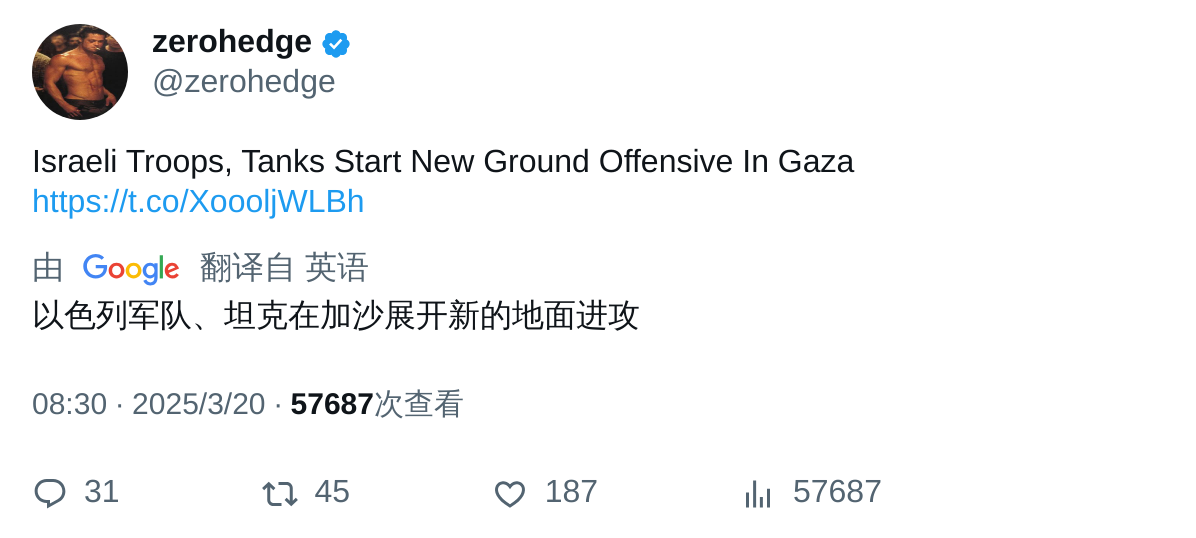 zerohedge
@zerohedge
Israeli Troops, Tanks Start New Ground Offensive In Gaza
https://t.co/XoooljWLBh
由 Google 翻译自 英语
以色列军队、坦克在加沙展开新的地面进攻
08:30 · 2025/3/20 · 57687次查看
31 45 187 57687